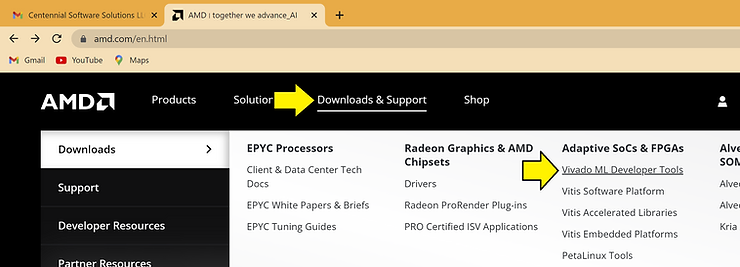 Centennial Software Solutions LL
AMD | together we advance_AI
amd.com/en.html
Gmail
YouTube
Maps
AMD
Products
Solution
Downloads & Support
Shop
Downloads
Support
Developer Resources
Partner Resources
EPYC Processors
Client & Data Center Tech
Docs
EPYC White Papers & Briefs
EPYC Tuning Guides
Radeon Graphics & AMD
Chipsets
Drivers
Radeon ProRender Plug-ins
PRO Certified ISV Applications
Adaptive SoCs & FPGAs
Vivado ML Developer Tools
Vitis Software Platform
Vitis Accelerated Libraries
Vitis Embedded Platforms
PetaLinux Tools
Alve
SOM
Alve
Alve
Kria